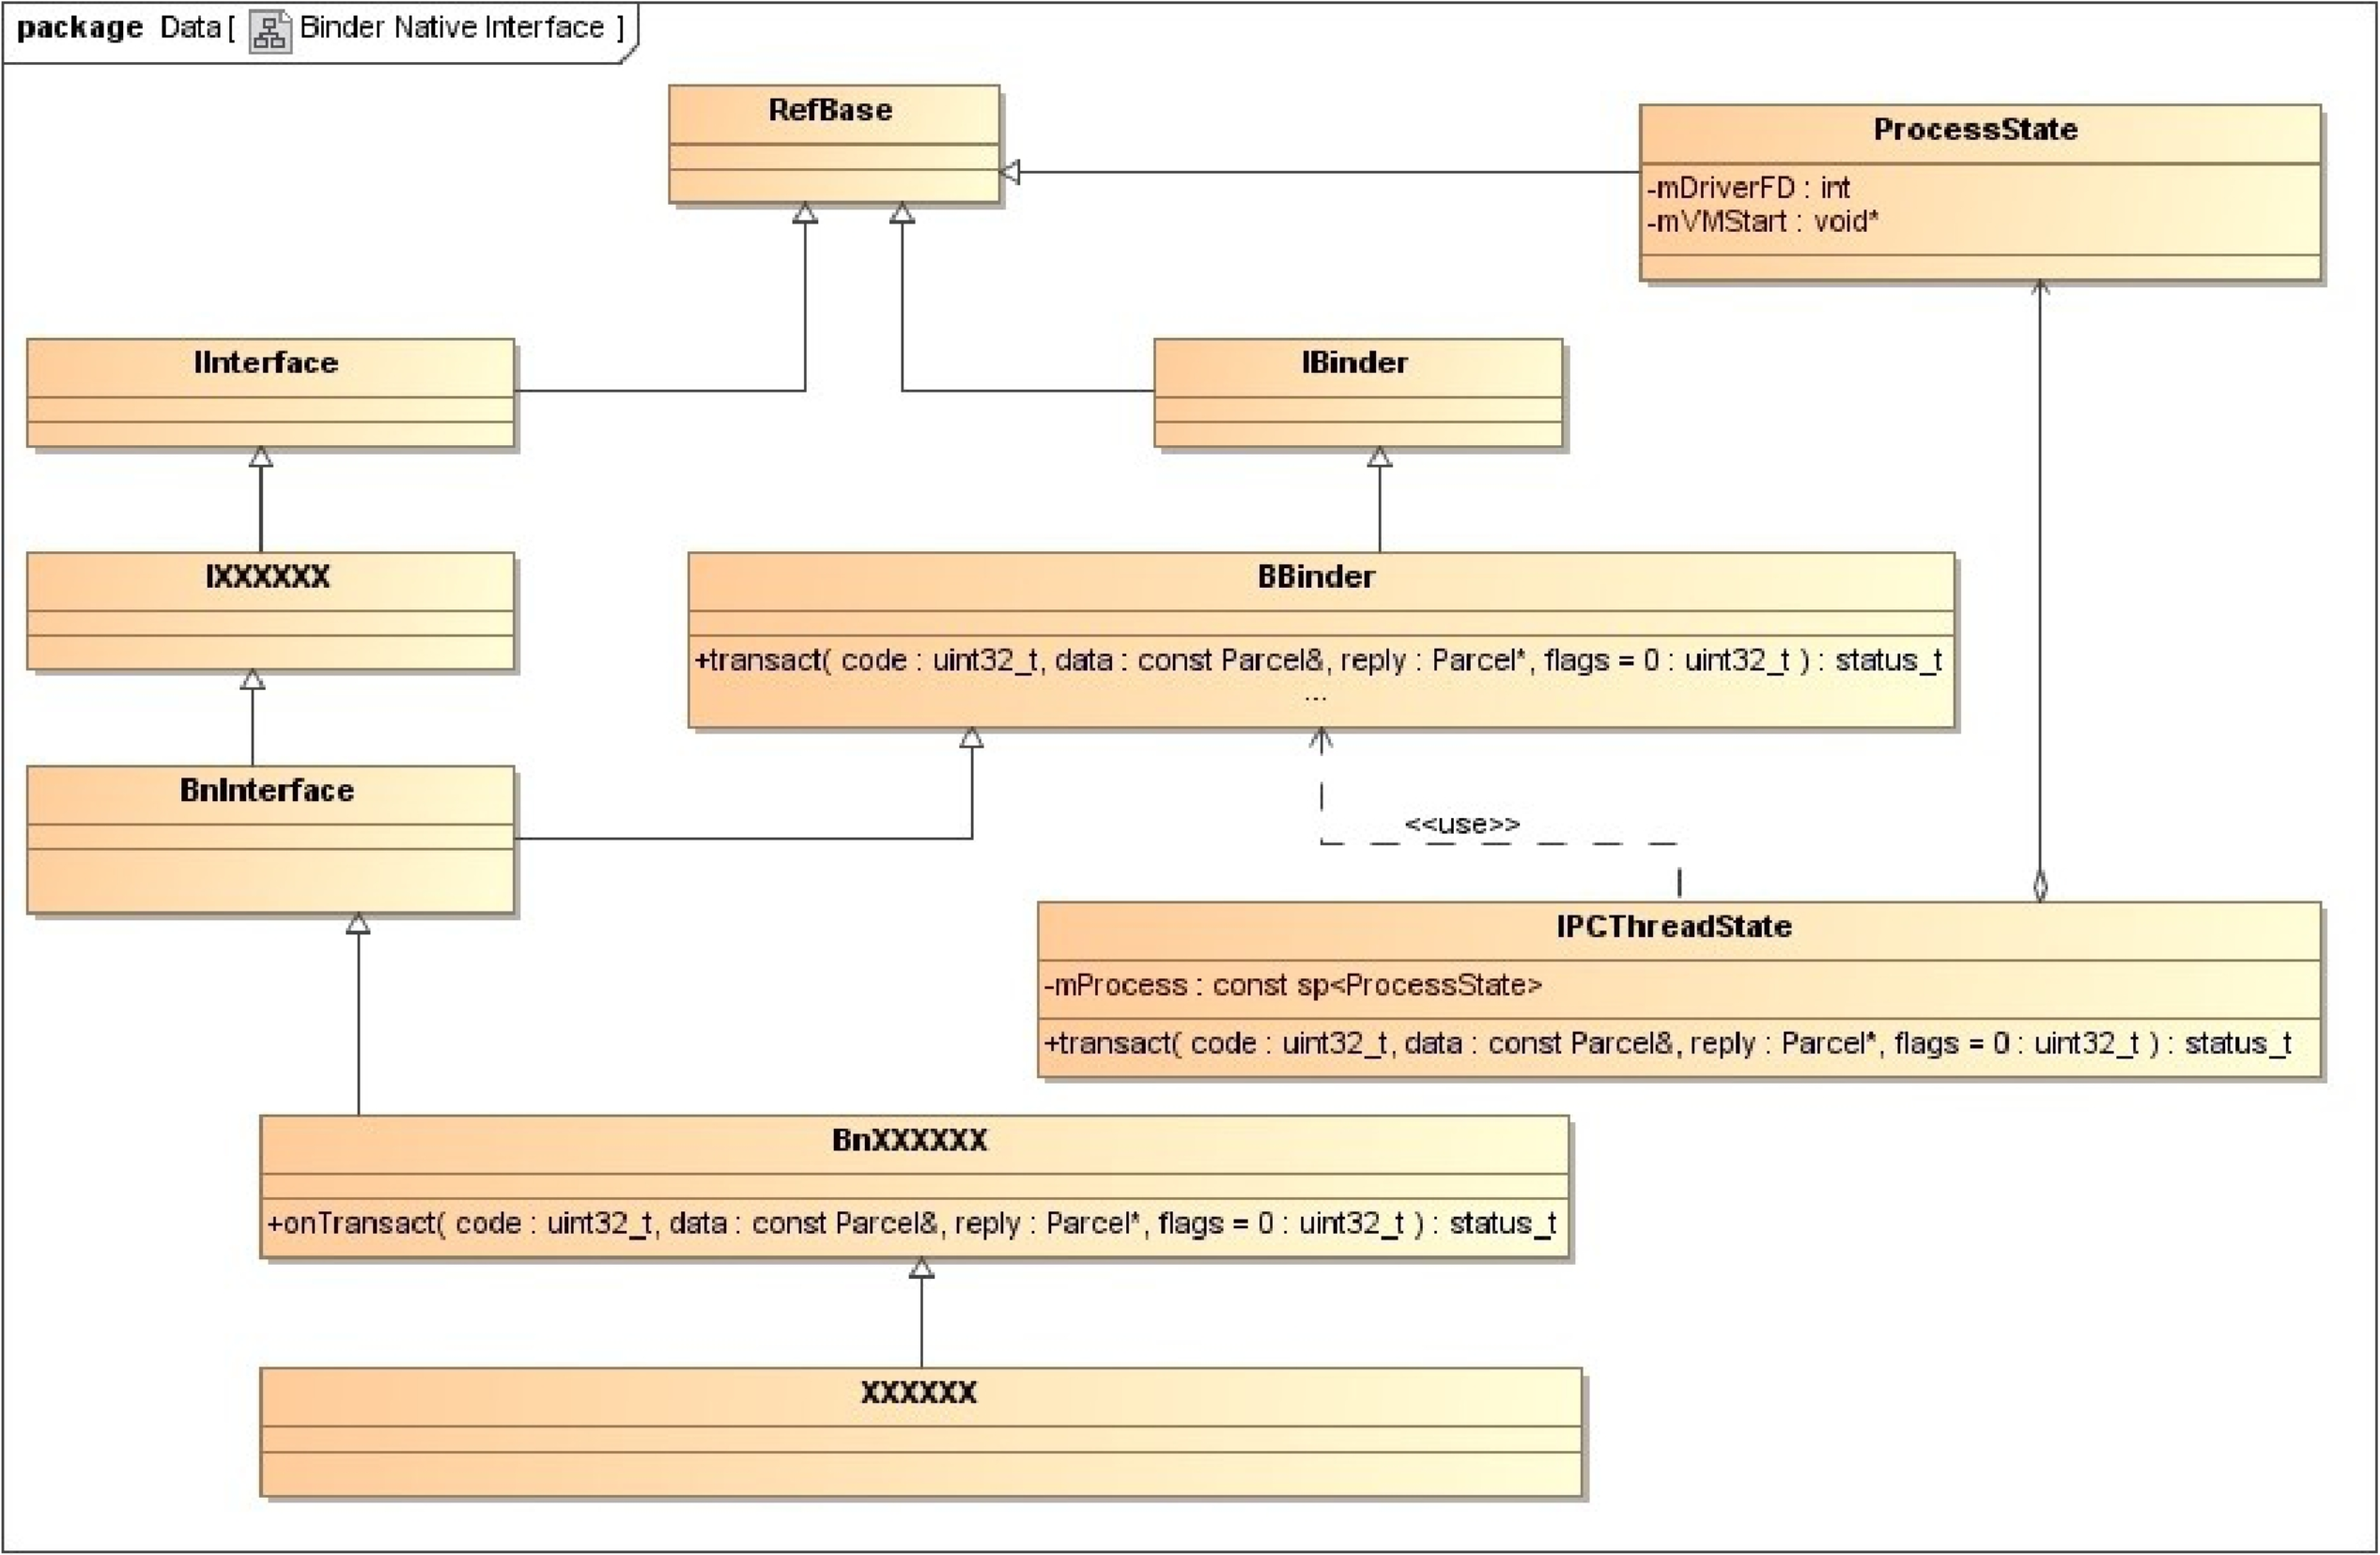 package Data [ Binder Native Interface ]
RefBase
ProcessState
-mDriverFD : int
-mVMStart : void*
IInterface
IBinder
IXXXXXX
BBinder
+transact( code : uint32_t, data : const Parcel&, reply : Parcel*, flags = 0 : uint32_t ) : status_t
...
BnInterface
<<use>>
IPCThreadState
-mProcess : const sp<ProcessState>
+transact( code : uint32_t, data : const Parcel&, reply : Parcel*, flags = 0 : uint32_t ) : status_t
BnXXXXXX
+onTransact( code : uint32_t, data : const Parcel&, reply : Parcel*, flags = 0 : uint32_t ) : status_t
XXXXXX